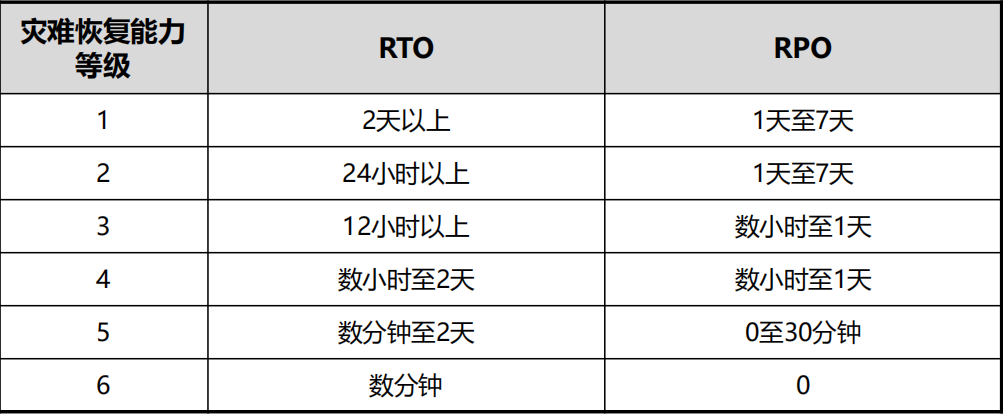 灾难恢复能力
等级
RTO
RPO
1
2天以上
1天至7天
2
24小时以上
1天至7天
3
12小时以上
数小时至1天
4
数小时至2天
数小时至1天
5
数分钟至2天
0至30分钟
6
数分钟
0